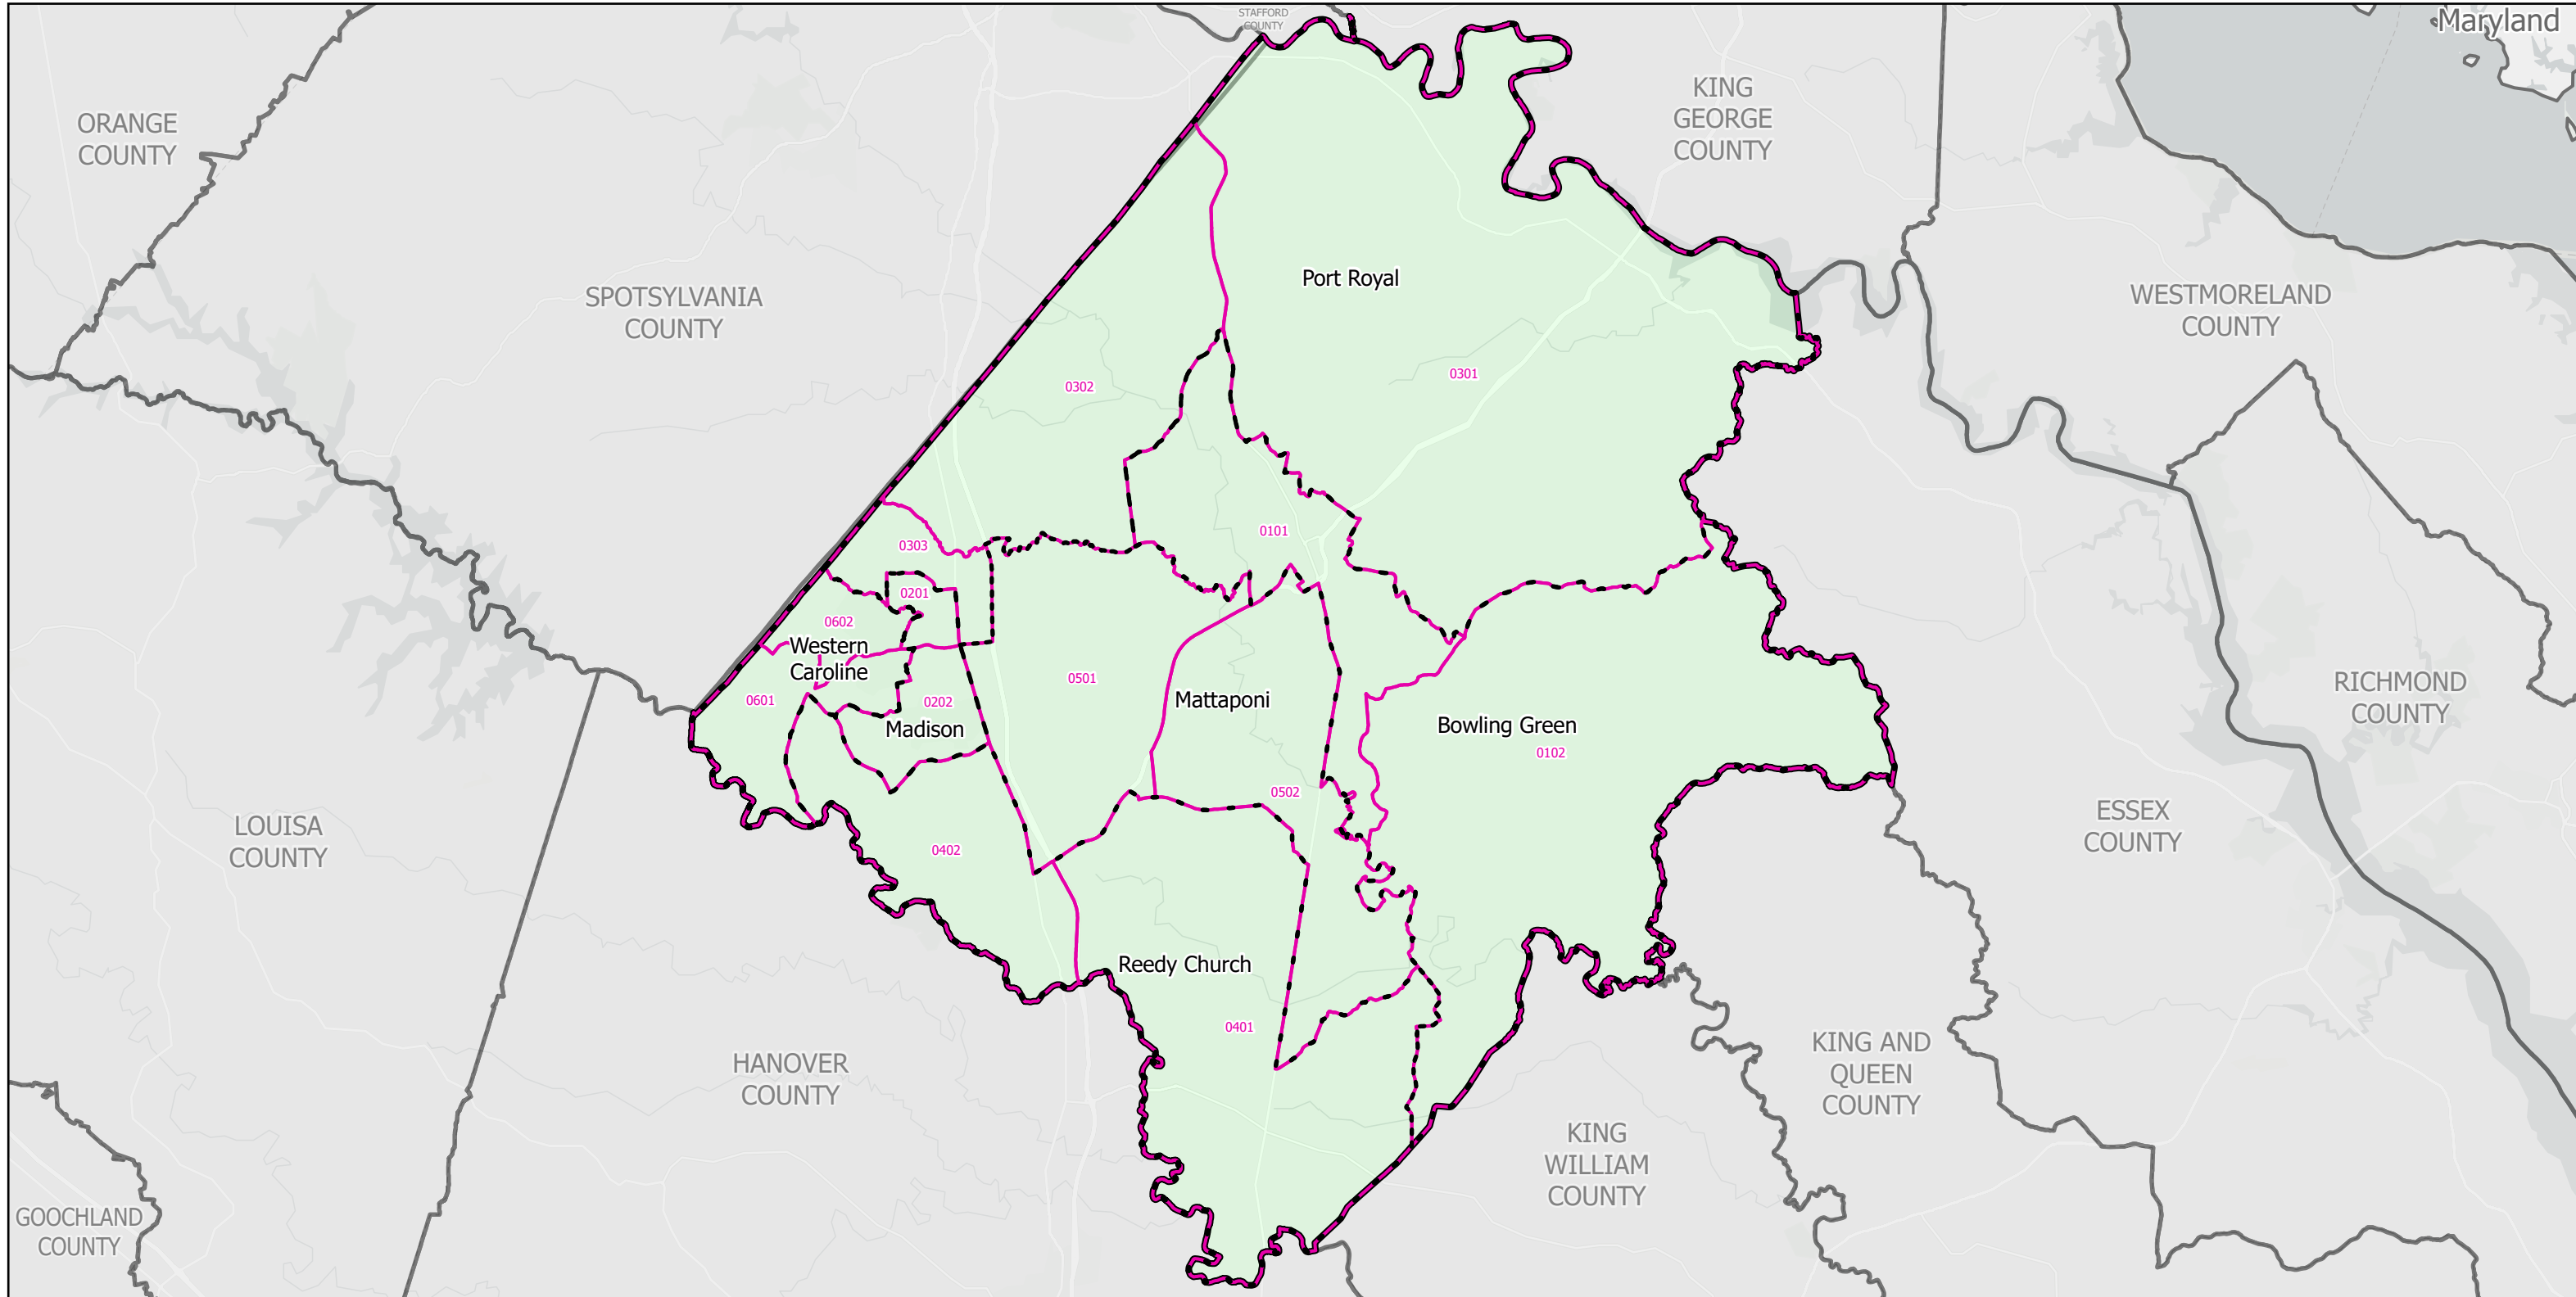 STAFFORD
COUNTY
Maryland
ORANGE
COUNTY
KING
GEORGE
COUNTY
SPOTSYLVANIA
COUNTY
Port Royal
WESTMORELAND
COUNTY
0302
0301
0101
0303
0201
0602
Western
Caroline
0601
0501
0202
Madison
Mattaponi
Bowling Green
0102
RICHMOND
COUNTY
0502
LOUISA
COUNTY
0402
ESSEX
COUNTY
Reedy Church
0401
HANOVER
COUNTY
KING AND
QUEEN
COUNTY
KING
WILLIAM
COUNTY
GOOCHLAND
COUNTY